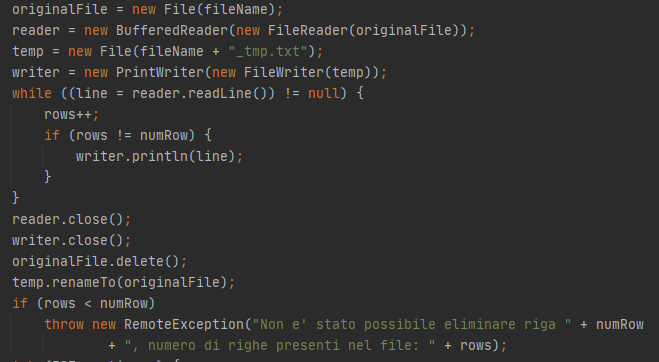 originalFile = new File(fileName);
reader = new BufferedReader(new FileReader(originalFile));
temp = new File(fileName + "_tmp.txt");
writer = new PrintWriter(new FileWriter(temp));
while ((line = reader.readLine()) != null) {
rows++;
if (rows != numRow) {
writer.println(line);
}
}
reader.close();
writer.close();
originalFile.delete();
temp.renameTo(originalFile);
if (rows < numRow)
throw new RemoteException("Non e' stato possibile eliminare riga " + numRow
+ ", numero di righe presenti nel file: " + rows);